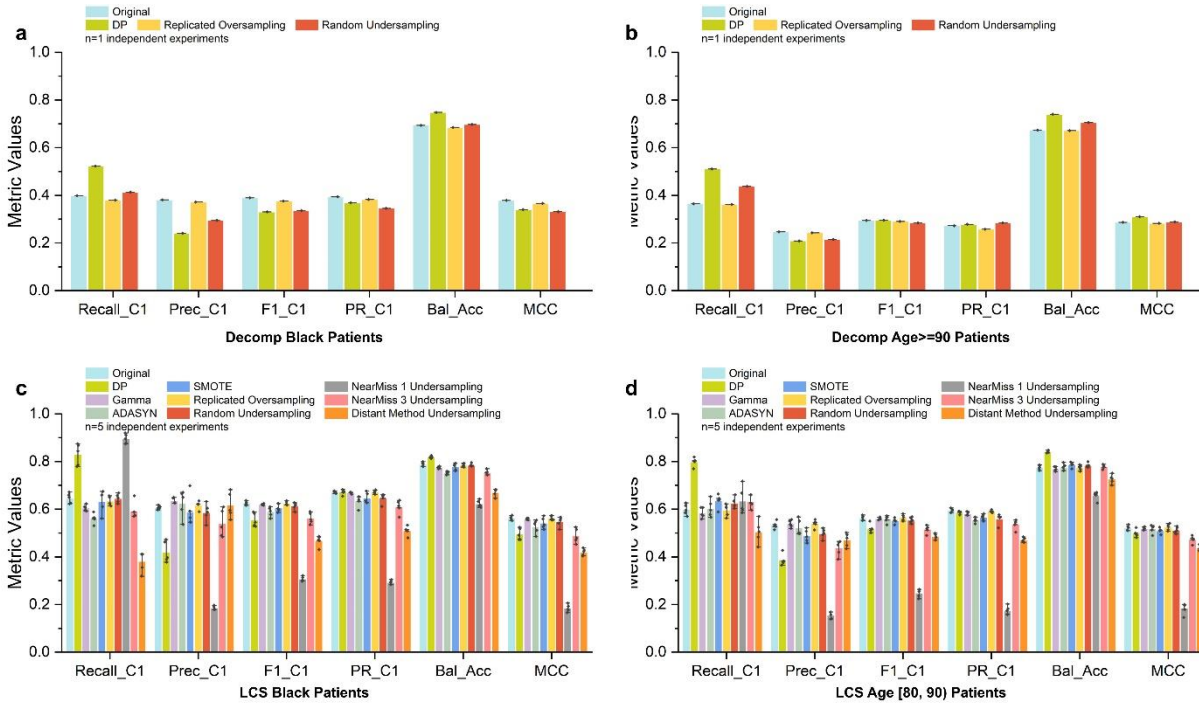 a
Original
DP Replicated Oversampling Random Undersampling
n=1 independent experiments
Metric Values
1.0
0.8
0.6
0.4
0.2
0.0
Recall_C1 Prec_C1 F1_C1 PR_C1 Bal_Acc MCC
Decomp Black Patients
b
Original
DP Replicated Oversampling Random Undersampling
n=1 independent experiments
Metric Values
1.0
0.8
0.6
0.4
0.2
0.0
Recall_C1 Prec_C1 F1_C1 PR_C1 Bal_Acc MCC
Decomp Age>=90 Patients
c
Original
DP SMOTE NearMiss 1 Undersampling
Gamma Replicated Oversampling NearMiss 3 Undersampling
ADASYN Random Undersampling Distant Method Undersampling
n=5 independent experiments
Metric Values
1.0
0.8
0.6
0.4
0.2
0.0
Recall_C1 Prec_C1 F1_C1 PR_C1 Bal_Acc MCC
LCS Black Patients
d
Original
DP SMOTE NearMiss 1 Undersampling
Gamma Replicated Oversampling NearMiss 3 Undersampling
ADASYN Random Undersampling Distant Method Undersampling
n=5 independent experiments
Metric Values
1.0
0.8
0.6
0.4
0.2
0.0
Recall_C1 Prec_C1 F1_C1 PR_C1 Bal_Acc MCC
LCS Age [80, 90) Patients